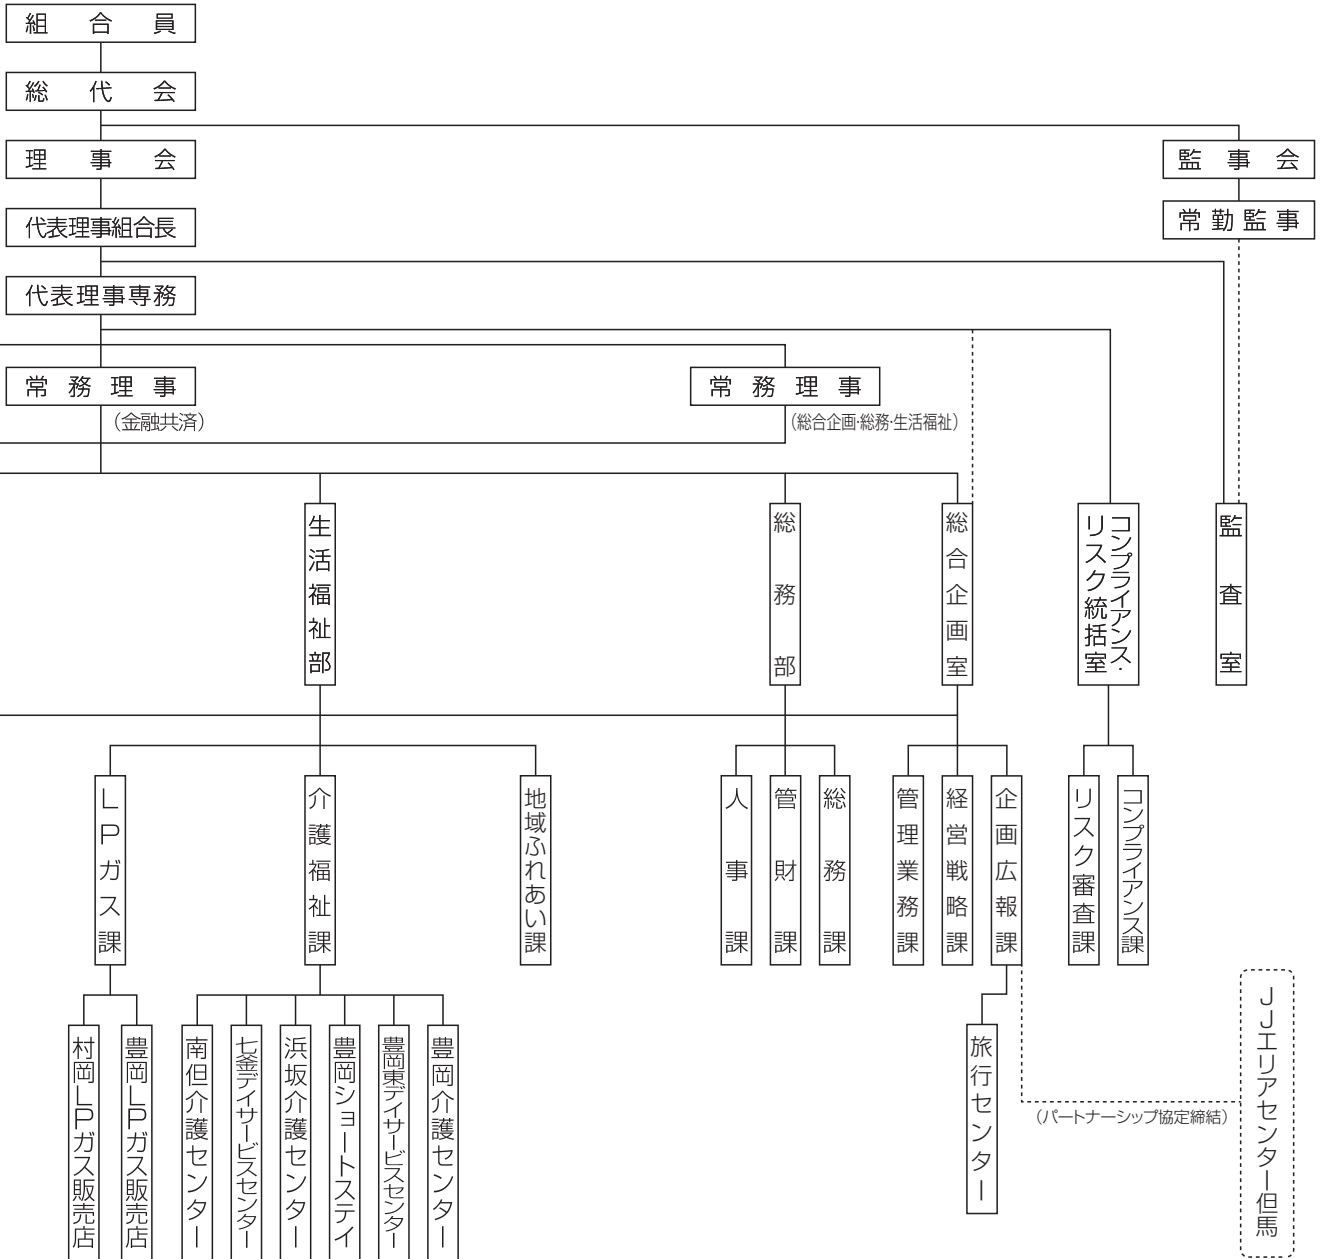 組合員
総代会
理事会
監事会
代表理事組合長
常勤監事
代表理事専務
常務理事
(金融共済)
常務理事
(総合企画・総務・生活福祉)
生活福祉部
総務部
総合企画室
コンプライアンス・
リスク統括室
監査室
LPガス課
介護福祉課
地域ふれあい課
人事課
管財課
総務課
管理業務課
経営戦略課
企画広報課
リスク審査課
コンプライアンス課
村岡LPガス販売店
豊岡LPガス販売店
南但介護センター
七釜デイサービスセンター
浜坂介護センター
豊岡ショートステイ
豊岡東デイサービスセンター
豊岡介護センター
旅行センター
(パートナーシップ協定締結)
JJエリアセンター但馬